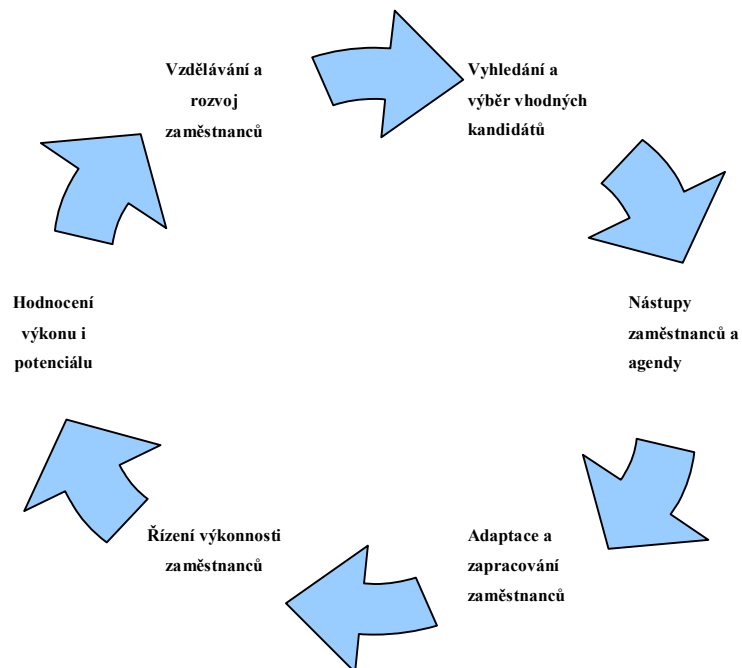 Vzdělávání a
rozvoj
zaměstnanců
Vyhledání a
výběr vhodných
kandidátů
Nástupy
zaměstnanců a
agendy
Adaptace a
zapracování
zaměstnanců
Řízení výkonnosti
zaměstnanců
Hodnocení
výkonu i
potenciálu